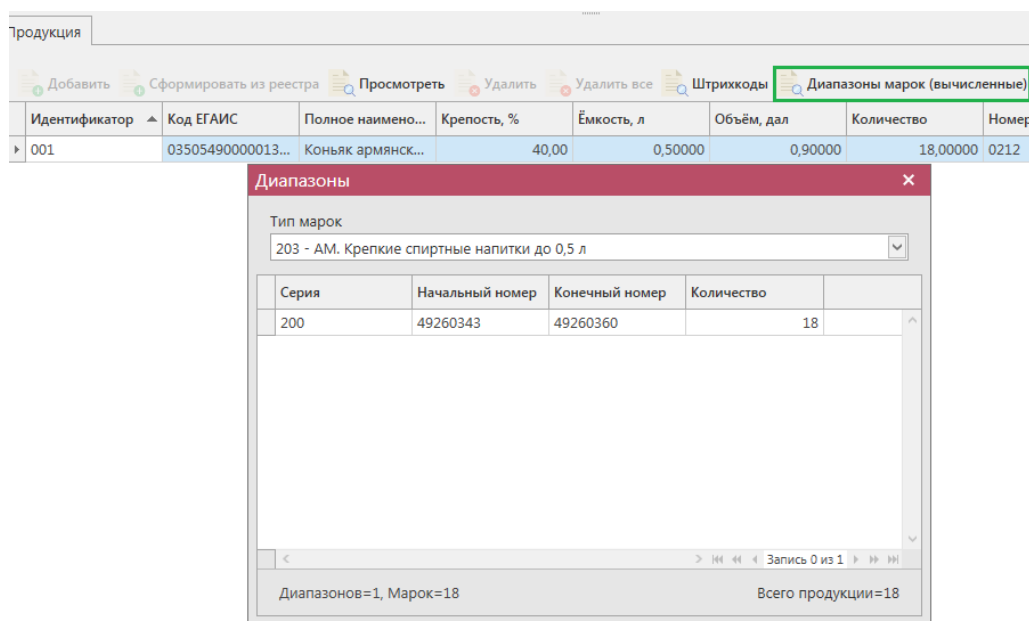 Продукция
Добавить Сформировать из реестра Просмотреть Удалить Удалить все Штрихкоды Диапазоны марок (вычисленные)
Идентификатор Код ЕГАИС Полное наимено... Крепость, % Ёмкость, л Объём, дал Количество Номер
001 03505490000013... Коньяк армянск... 40,00 0,50000 0,90000 18,00000 0212
Диапазоны
Тип марок
203 - АМ. Крепкие спиртные напитки до 0,5 л
Серия Начальный номер Конечный номер Количество
200 49260343 49260360 18
Запись 0 из 1
Диапазонов=1, Марок=18 Всего продукции=18